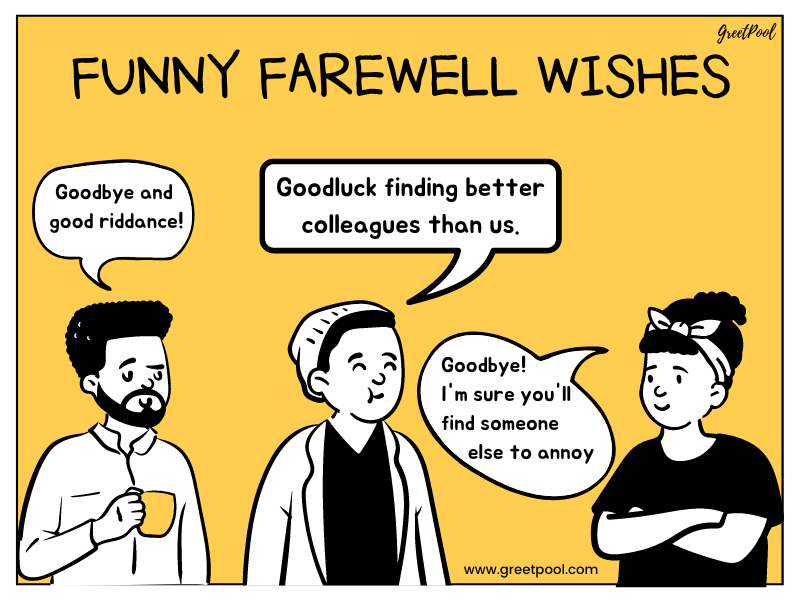 GreetPool
FUNNY FAREWELL WISHES
Goodbye and
good riddance!
Goodluck finding better
colleagues than us.
Goodbye!
I'm sure you'll
find someone
else to annoy
www.greetpool.com